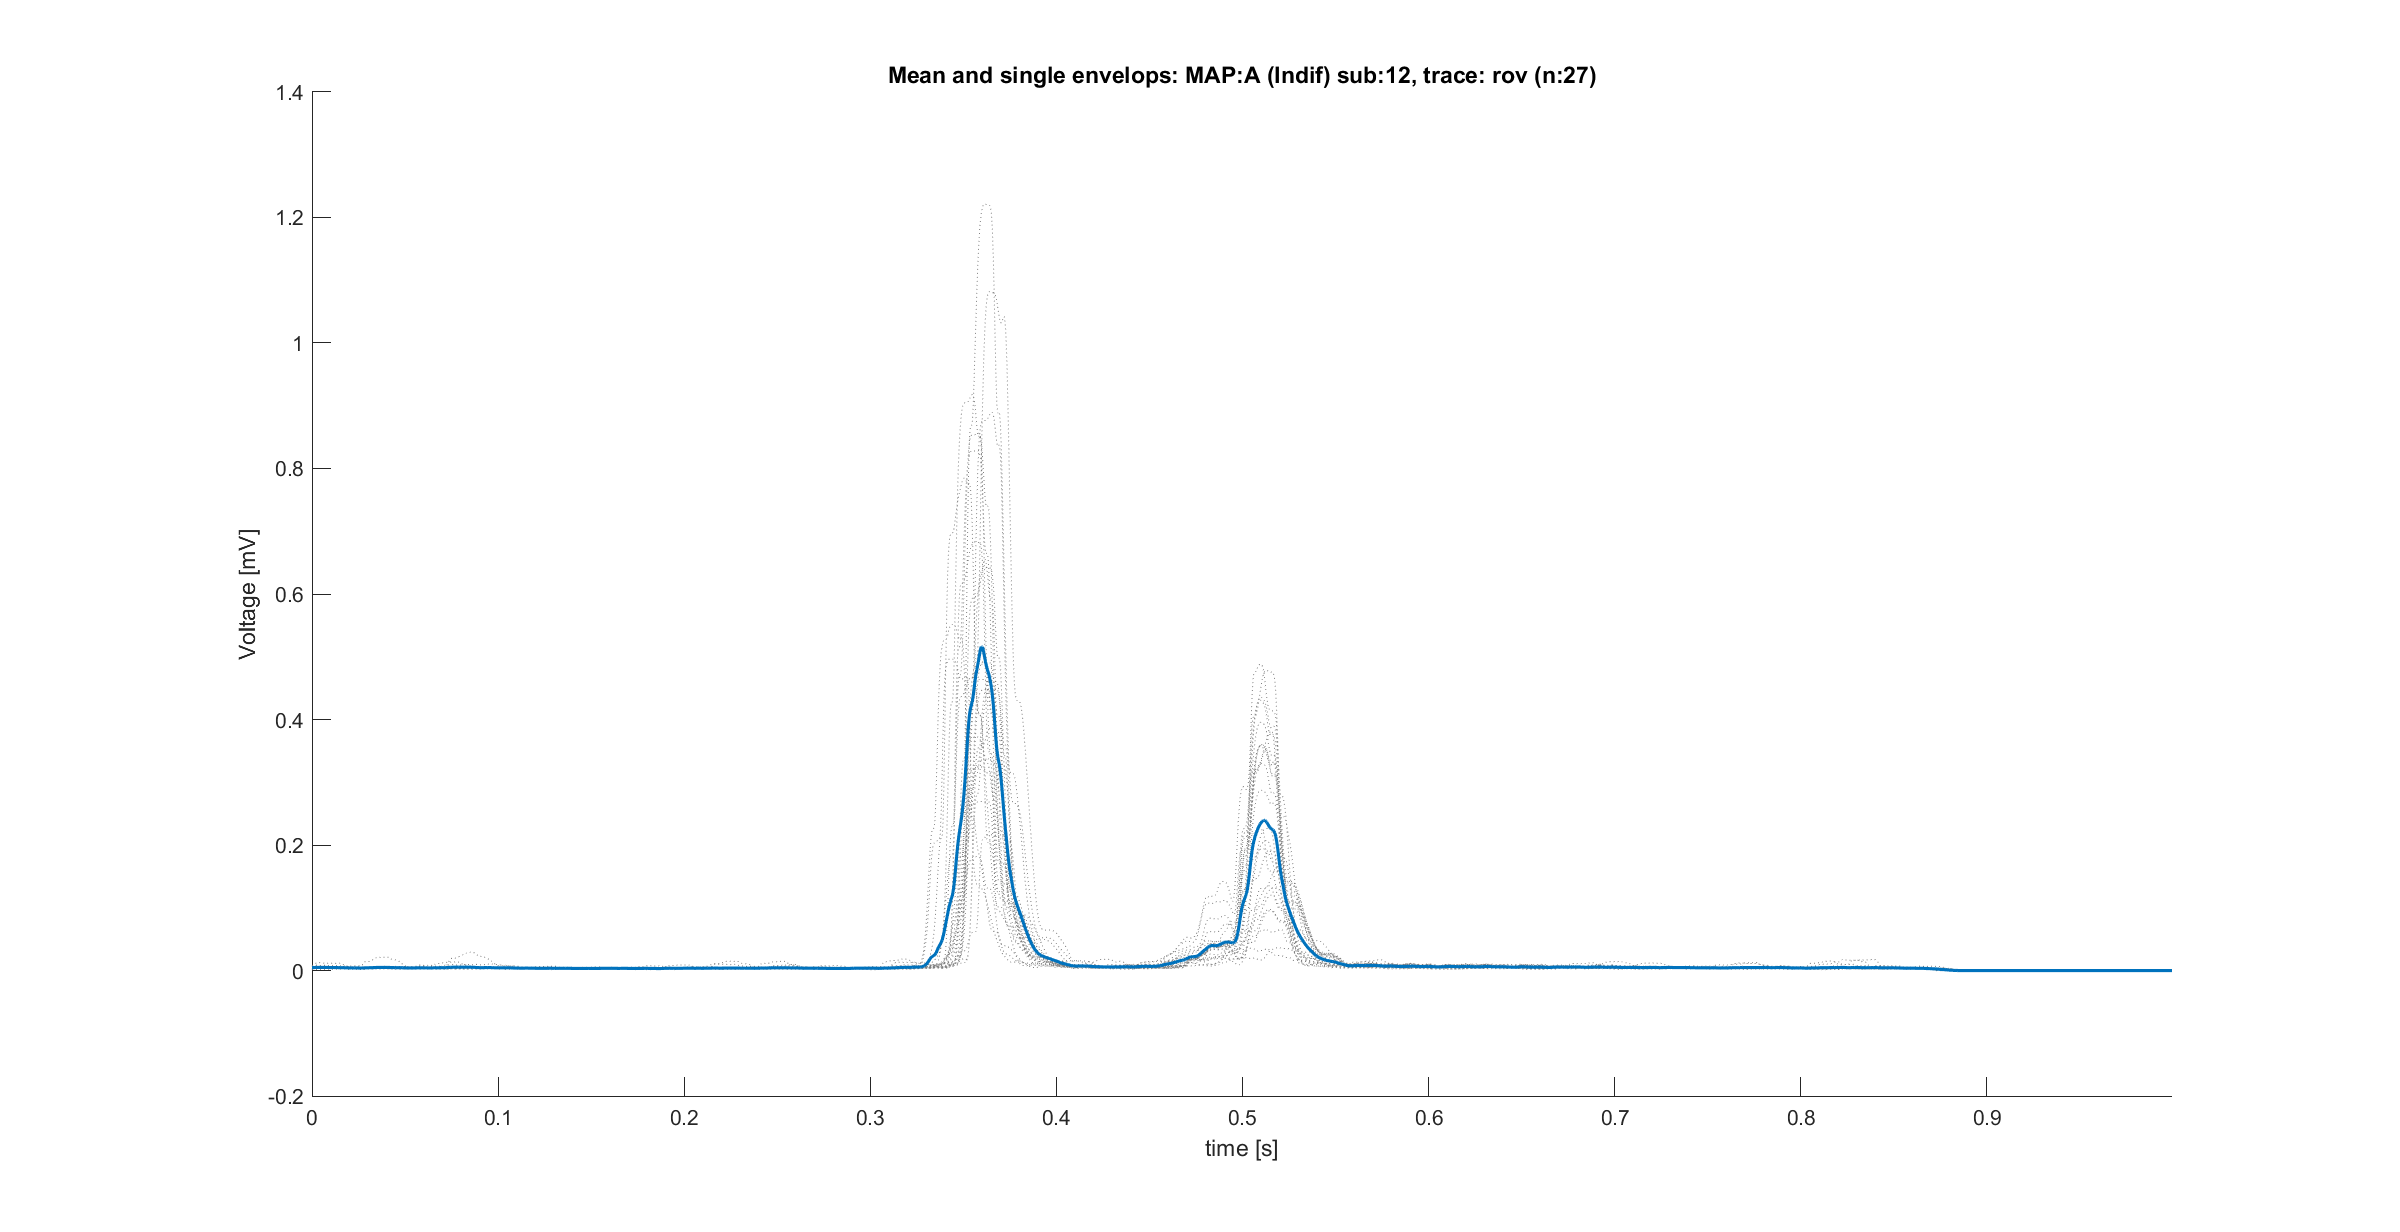 Mean and single envelops: MAP:A (Indif) sub:12, trace: rov (n:27)
1.4
1.2
1
0.8
0.6
0.4
0.2
0
-0.2
Voltage [mV]
0 0.1 0.2 0.3 0.4 0.5 0.6 0.7 0.8 0.9
time [s]